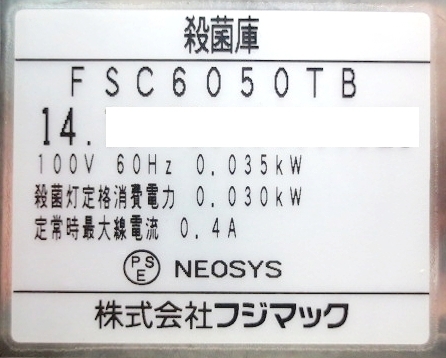 殺菌庫
FSC6050TB
14.
100V 60Hz 0.035kW
殺菌灯定格消費電力 0.030kW
定常時最大線電流 0.4A
PSE NEOSYS
株式会社フジマック